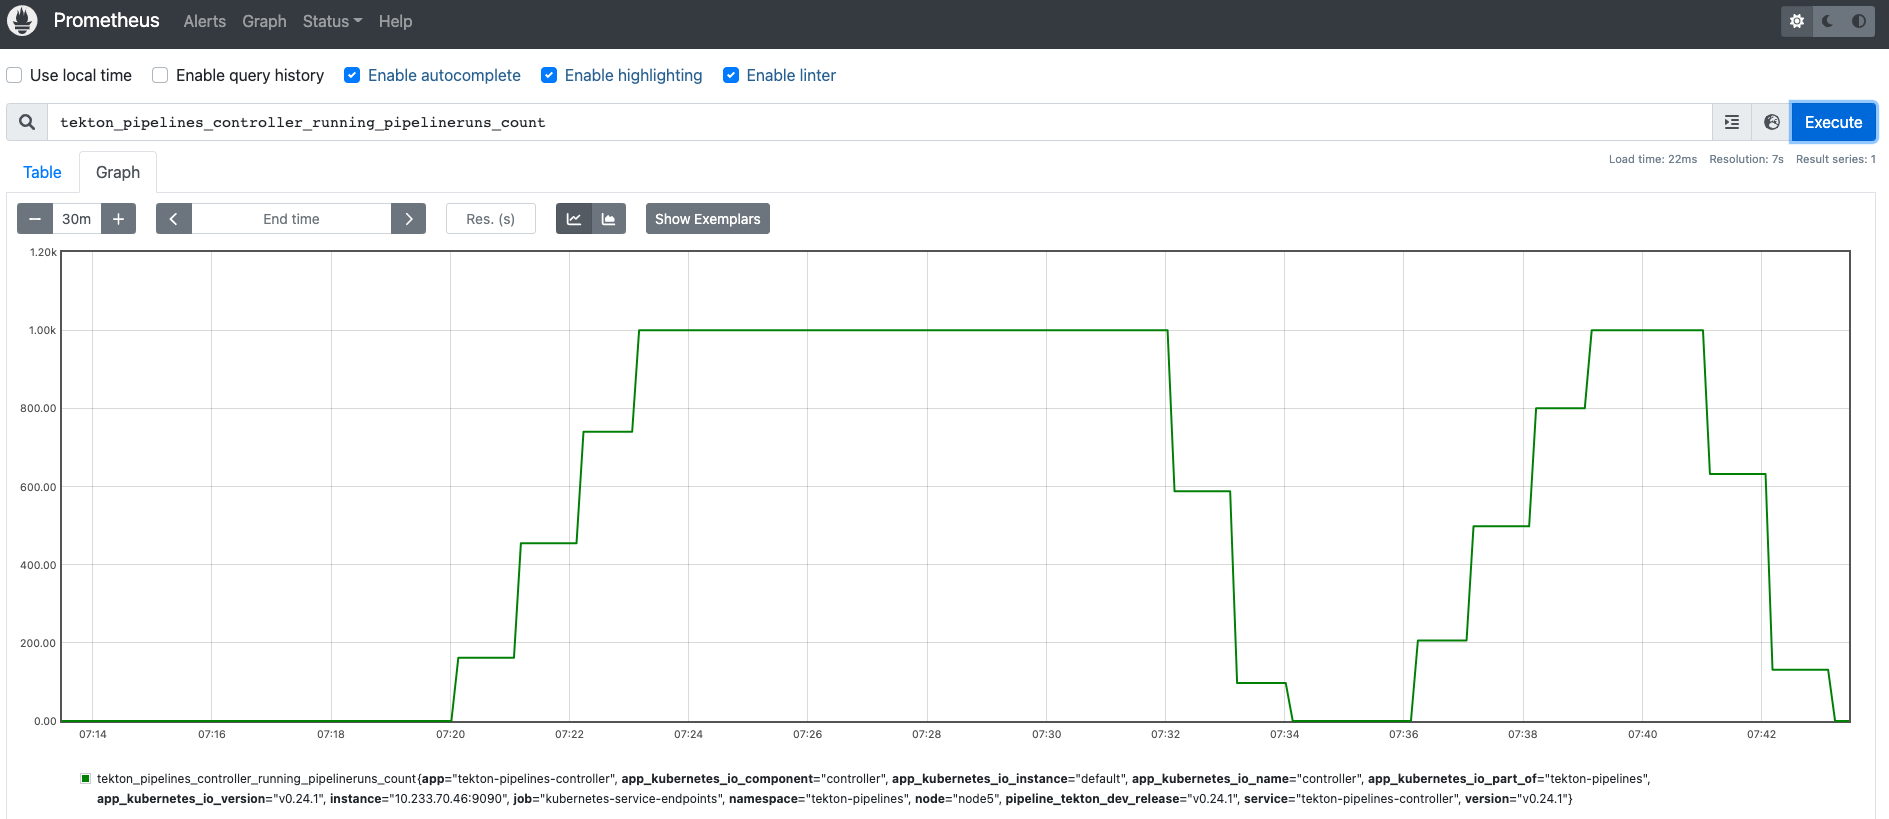 Prometheus Alerts Graph Status Help
Use local time Enable query history Enable autocomplete Enable highlighting Enable linter
tekton_pipelines_controller_running_pipelineruns_count Execute
Load time: 22ms Resolution: 7s Result series: 1
Table Graph
− 30m + End time Res. (s) Show Exemplars
1.20k
1.00k
800.00
600.00
400.00
200.00
0.00
07:14 07:16 07:18 07:20 07:22 07:24 07:26 07:28 07:30 07:32 07:34 07:36 07:38 07:40 07:42
tekton_pipelines_controller_running_pipelineruns_count{app="tekton-pipelines-controller", app_kubernetes_io_component="controller", app_kubernetes_io_instance="default", app_kubernetes_io_name="controller", app_kubernetes_io_part_of="tekton-pipelines",
app_kubernetes_io_version="v0.24.1", instance="10.233.70.46:9090", job="kubernetes-service-endpoints", namespace="tekton-pipelines", node="node5", pipeline_tekton_dev_release="v0.24.1", service="tekton-pipelines-controller", version="v0.24.1"}